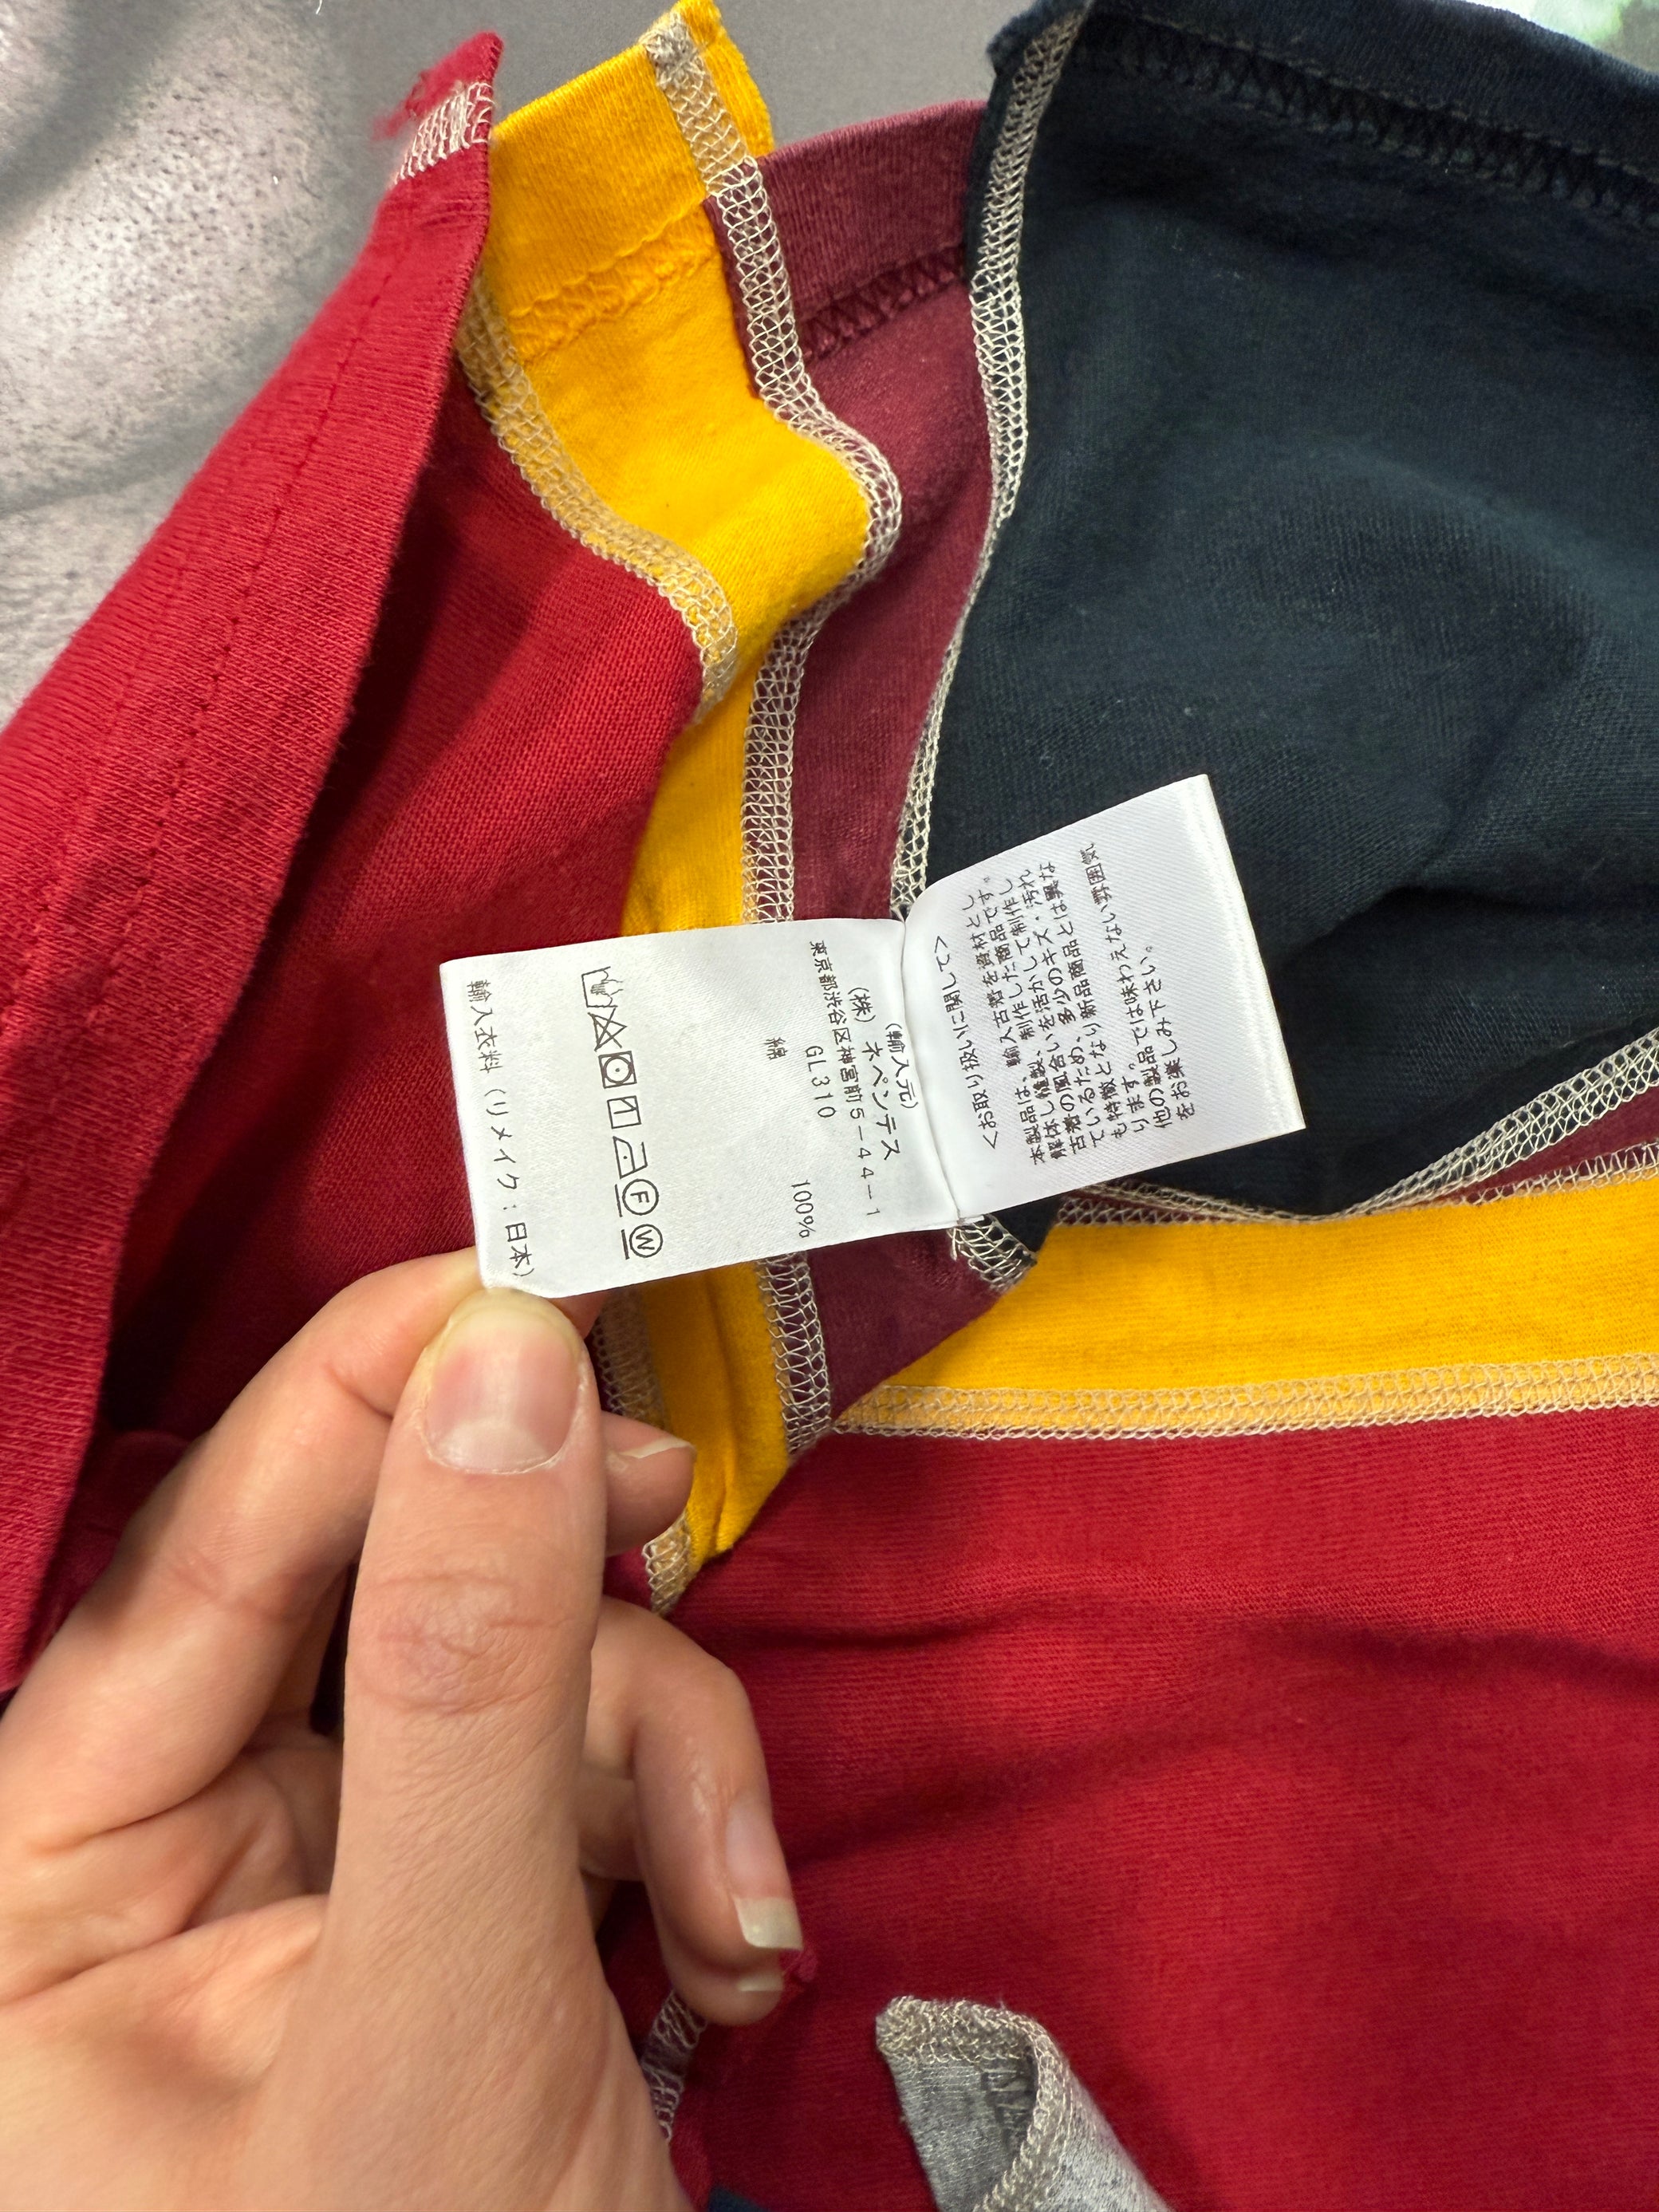 輸入衣料 (リメイク:日本)
F
W
綿 100%
GL310
東京都渋谷区神宮前5-44-1
(株) ネペンテス
(輸入元)
<お取り扱いに関して>
本製品は、輸入古着を資材とし
解体し縫製、制作した商品です。
古着の風合いを活かして制作し
ているため、多少のキズ・汚れ
も特徴となり新品商品とは異な
ります。
他の製品では味わえない雰囲気
をお楽しみ下さい。